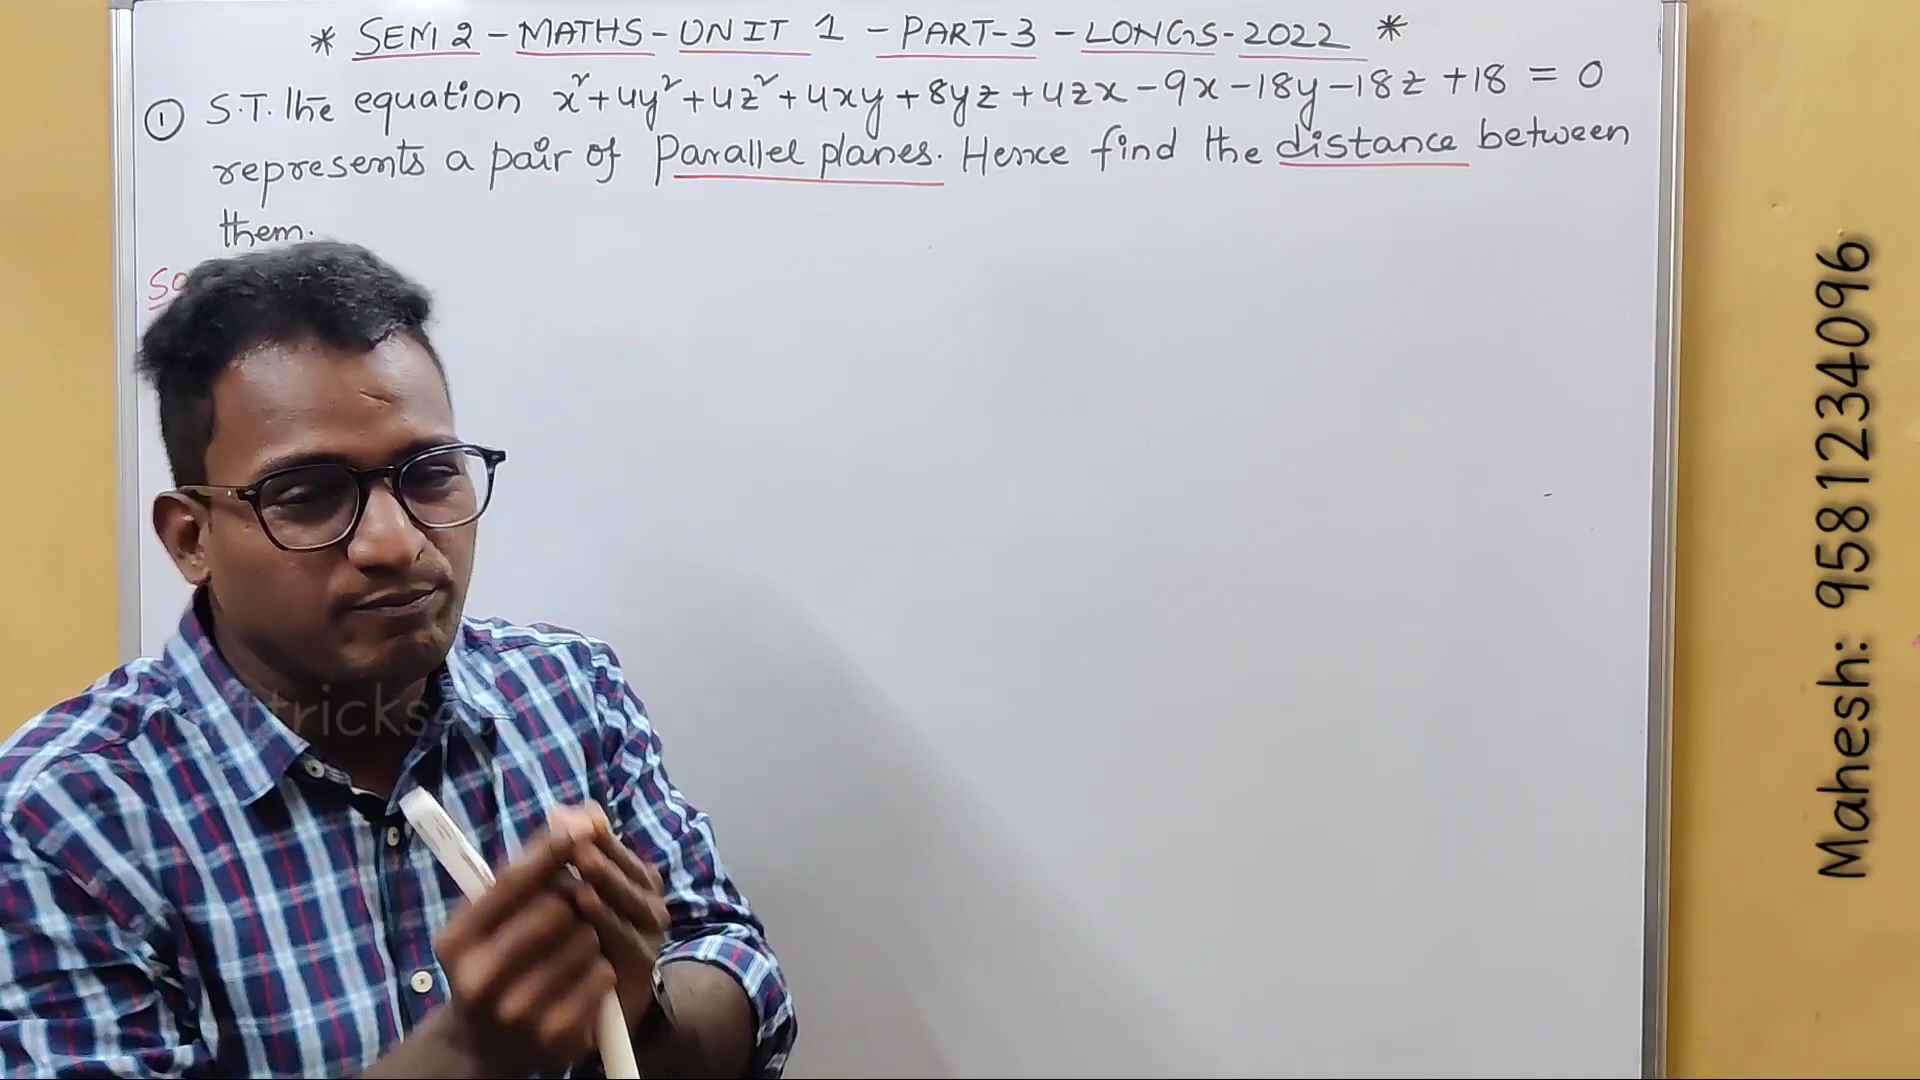 * SEM 2 - MATHS - UNIT 1 - PART-3 - LONGS - 2022 *
① S.T. the equation x²+4y²+4z²+4xy+8yz+4zx-9x-18y-18z+18 = 0
represents a pair of Parallel planes. Hence find the distance between
them.
Mahesh: 9581234096